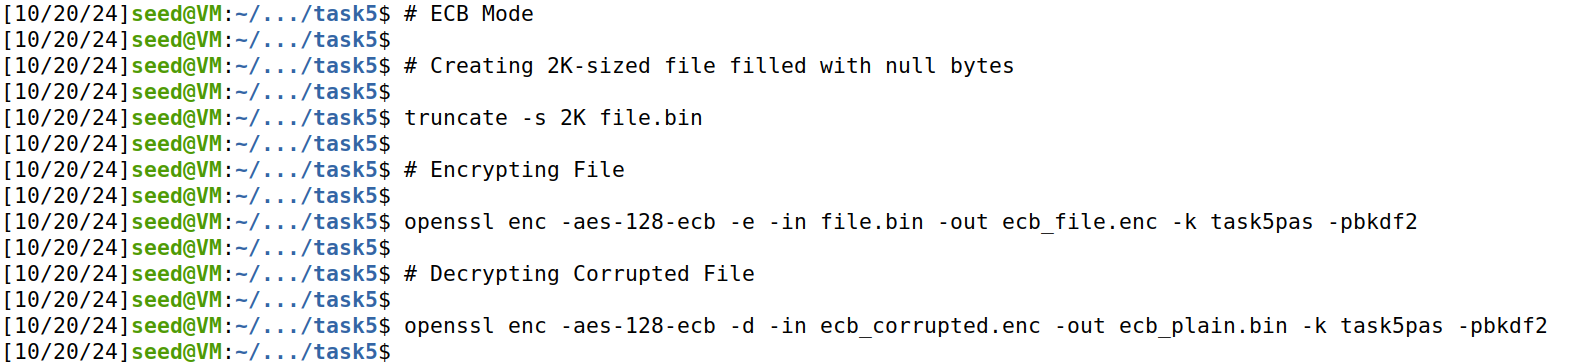 [10/20/24]seed@VM:~/.../task5$ # ECB Mode
[10/20/24]seed@VM:~/.../task5$
[10/20/24]seed@VM:~/.../task5$ # Creating 2K-sized file filled with null bytes
[10/20/24]seed@VM:~/.../task5$
[10/20/24]seed@VM:~/.../task5$ truncate -s 2K file.bin
[10/20/24]seed@VM:~/.../task5$
[10/20/24]seed@VM:~/.../task5$ # Encrypting File
[10/20/24]seed@VM:~/.../task5$
[10/20/24]seed@VM:~/.../task5$ openssl enc -aes-128-ecb -e -in file.bin -out ecb_file.enc -k task5pas -pbkdf2
[10/20/24]seed@VM:~/.../task5$
[10/20/24]seed@VM:~/.../task5$ # Decrypting Corrupted File
[10/20/24]seed@VM:~/.../task5$
[10/20/24]seed@VM:~/.../task5$ openssl enc -aes-128-ecb -d -in ecb_corrupted.enc -out ecb_plain.bin -k task5pas -pbkdf2
[10/20/24]seed@VM:~/.../task5$